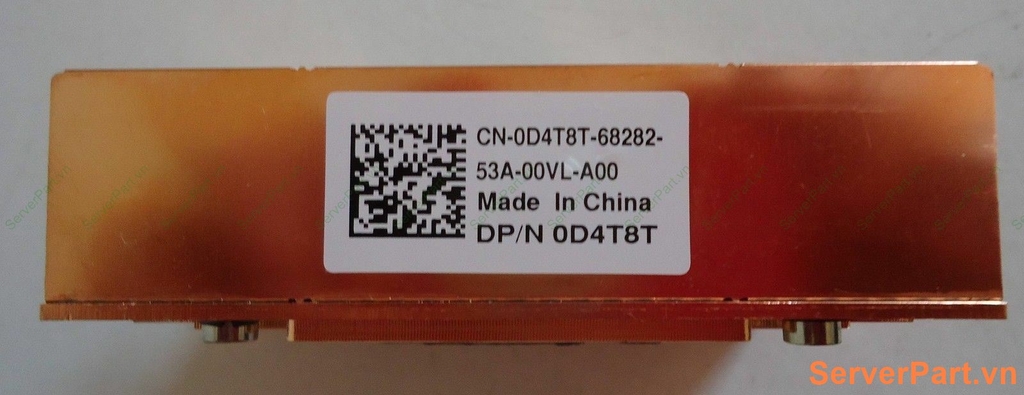 CN-0D4T8T-68282-
53A-00VL-A00
Made In China
DP/N 0D4T8T
ServerPart.vn